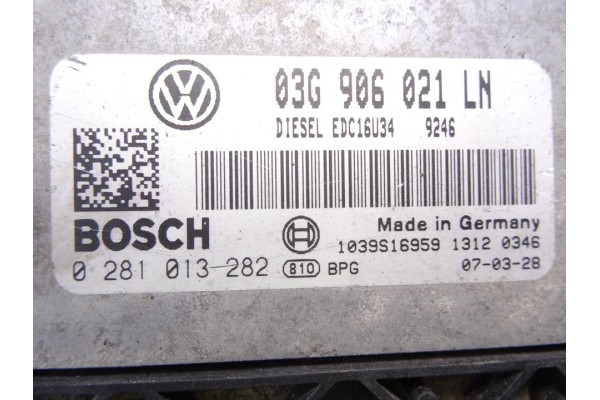 03G 906 021 LN
DIESEL EDC16U34 9246
BOSCH
Made in Germany
1039S16959 1312 0346
0 281 013 282 810 BPG 07-03-28